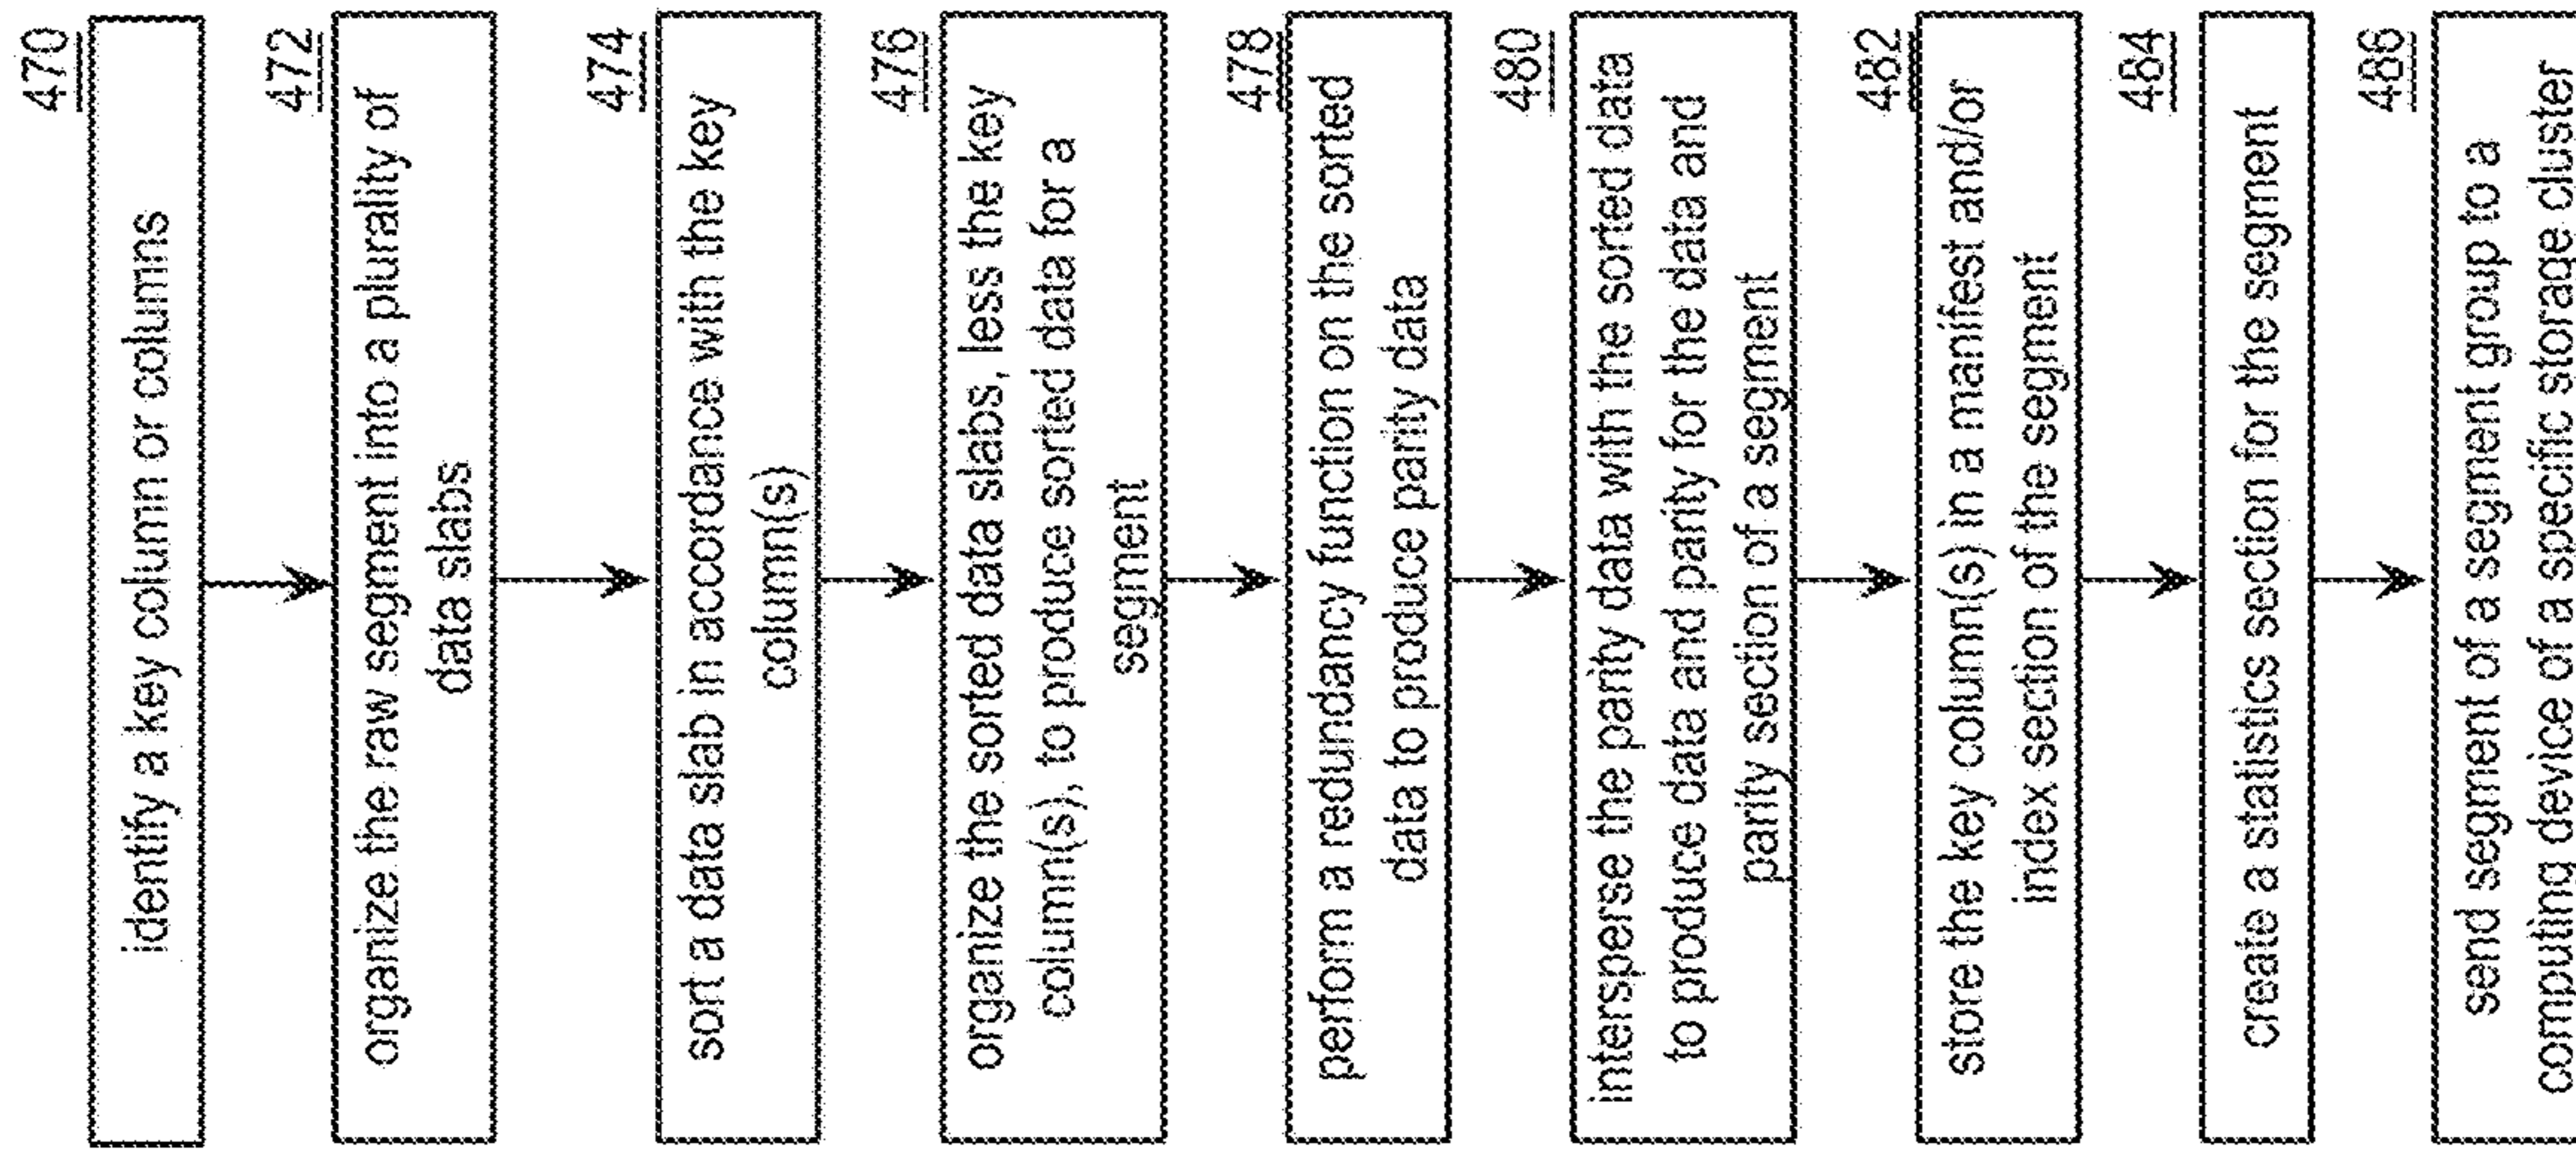 470
identify a key column or columns
472
organize the raw segment into a plurality of
data slabs
474
sort a data slab in accordance with the key
column(s)
476
organize the sorted data slabs, less the key
column(s), to produce sorted data for a
segment
478
perform a redundancy function on the sorted
data to produce parity data
480
intersperse the parity data with the sorted data
to produce data and parity for the data and
parity section of a segment
482
store the key column(s) in a manifest and/or
index section of the segment
484
create a statistics section for the segment
486
send segment of a segment group to a
computing device of a specific storage cluster